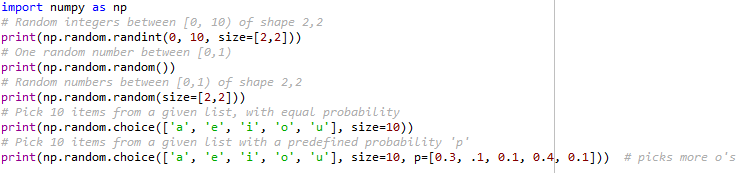 import numpy as np
# Random integers between [0, 10) of shape 2,2
print(np.random.randint(0, 10, size=[2,2]))
# One random number between [0,1)
print(np.random.random())
# Random numbers between [0,1) of shape 2,2
print(np.random.random(size=[2,2]))
# Pick 10 items from a given list, with equal probability
print(np.random.choice(['a', 'e', 'i', 'o', 'u'], size=10))
# Pick 10 items from a given list with a predefined probability 'p'
print(np.random.choice(['a', 'e', 'i', 'o', 'u'], size=10, p=[0.3, .1, 0.1, 0.4, 0.1]))  # picks more o's